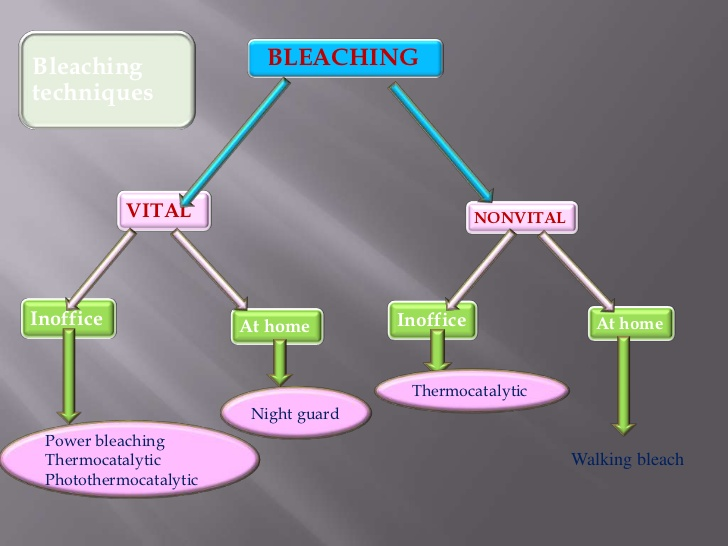 Bleaching
techniques
BLEACHING
VITAL
NONVITAL
Inoffice
At home
Inoffice
At home
Night guard
Thermocatalytic
Power bleaching
Thermocatalytic
Photothermocatalytic
Walking bleach